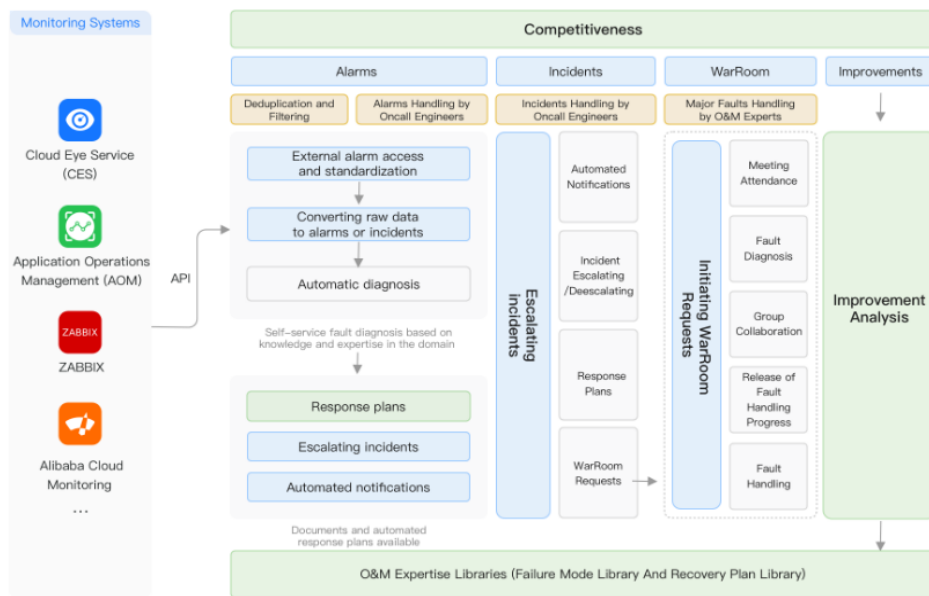 Monitoring Systems
Cloud Eye Service
(CES)
Application Operations
Management (AOM)
ZABBIX
ZABBIX
Alibaba Cloud
Monitoring
...
API
Competitiveness
Alarms
Incidents
WarRoom
Improvements
Deduplication and
Filtering
Alarms Handling by
Oncall Engineers
Incidents Handling by
Oncall Engineers
Major Faults Handling
by O&M Experts
External alarm access
and standardization
Converting raw data
to alarms or incidents
Automatic diagnosis
Self-service fault diagnosis based on
knowledge and expertise in the domain
Response plans
Escalating incidents
Automated notifications
Documents and automated
response plans available
Escalating
incidents
Automated
Notifications
Incident
Escalating
/Deescalating
Response
Plans
WarRoom
Requests
Initiating WarRoom
Requests
Meeting
Attendance
Fault
Diagnosis
Group
Collaboration
Release of
Fault
Handling
Progress
Fault
Handling
Improvement
Analysis
O&M Expertise Libraries (Failure Mode Library And Recovery Plan Library)